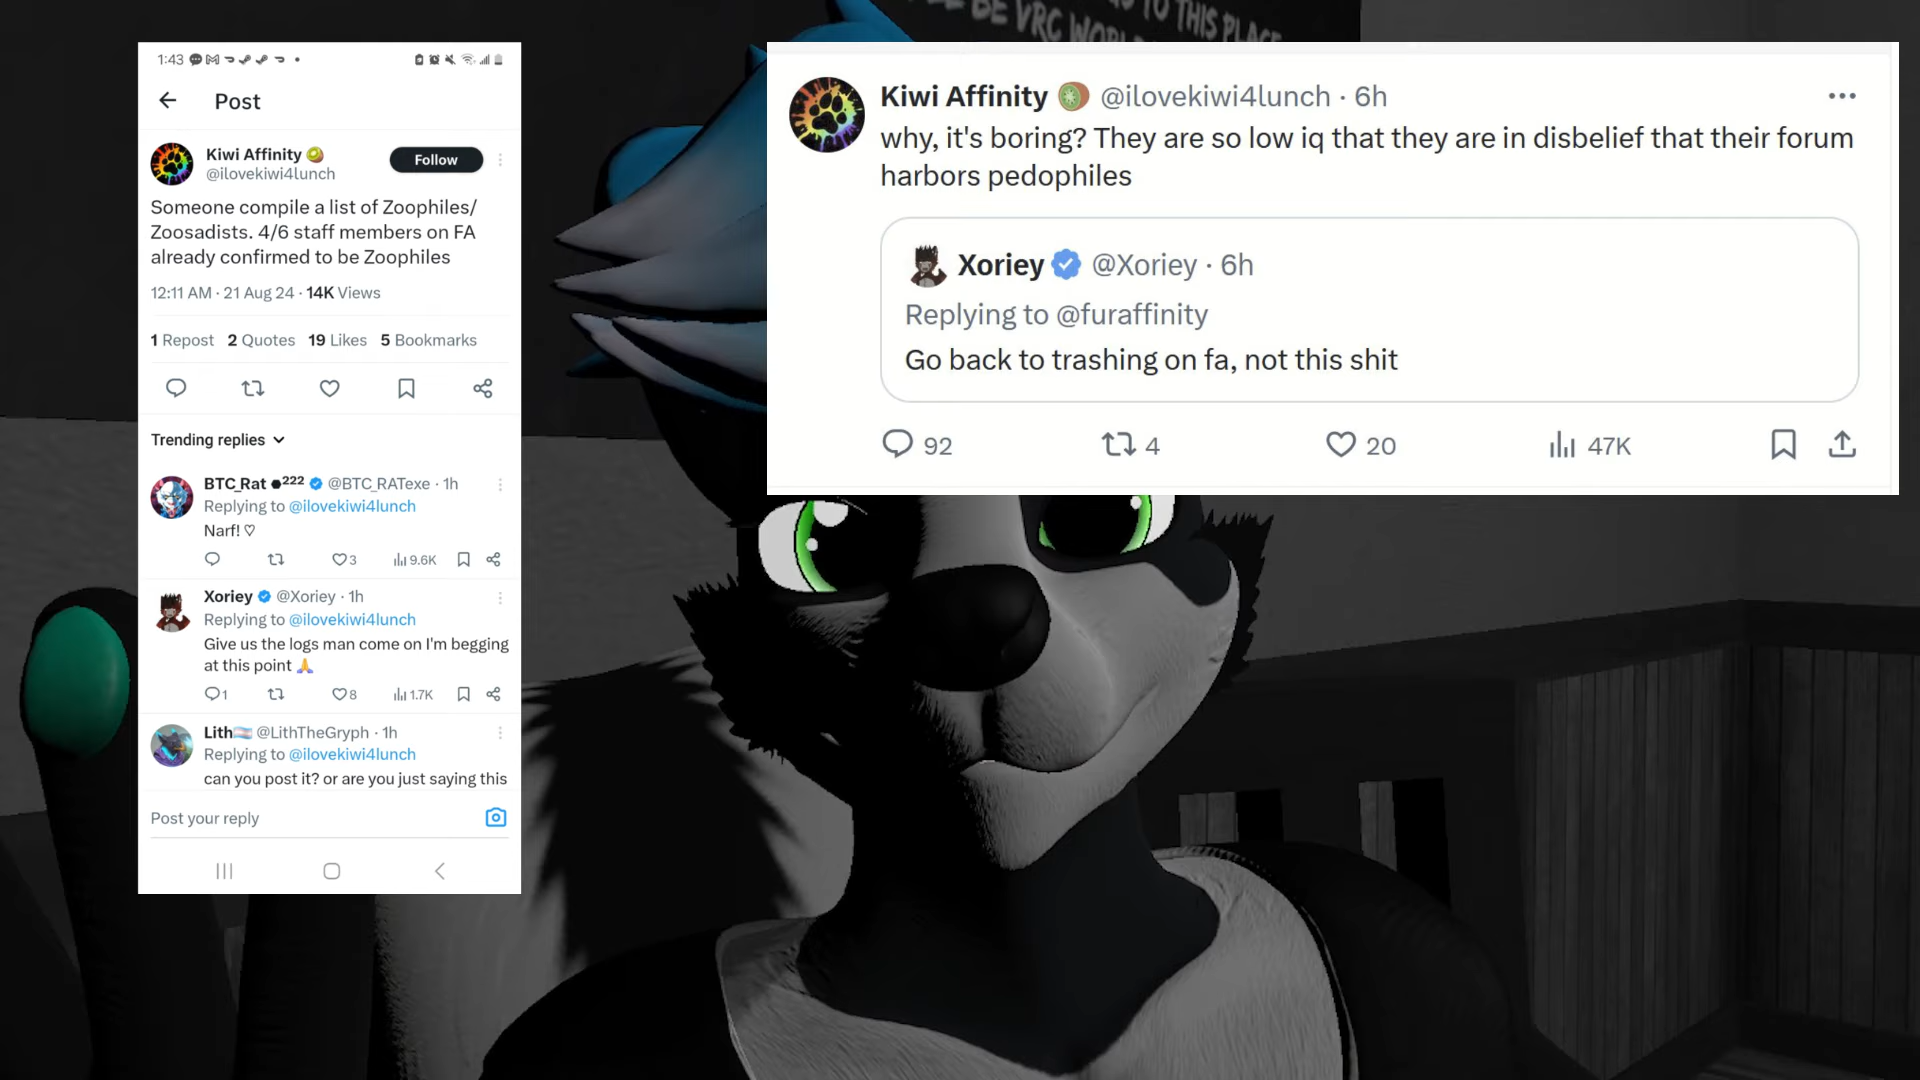 BE VRC WORL
TO THIS PLACE
1:43
Post
Kiwi Affinity 🥝
@ilovekiwi4lunch
Follow
Someone compile a list of Zoophiles/
Zoosadists. 4/6 staff members on FA
already confirmed to be Zoophiles
12:11 AM · 21 Aug 24 · 14K Views
1 Repost 2 Quotes 19 Likes 5 Bookmarks
Trending replies
BTC_Rat ●²²² @BTC_RATexe · 1h
Replying to @ilovekiwi4lunch
Narf! ♡
3 9.6K
Xoriey @Xoriey · 1h
Replying to @ilovekiwi4lunch
Give us the logs man come on I'm begging
at this point 🙏
1 8 1.7K
Lith🏳️‍⚧️ @LithTheGryph · 1h
Replying to @ilovekiwi4lunch
can you post it? or are you just saying this
Post your reply
Kiwi Affinity 🥝 @ilovekiwi4lunch · 6h
why, it's boring? They are so low iq that they are in disbelief that their forum
harbors pedophiles
Xoriey @Xoriey · 6h
Replying to @furaffinity
Go back to trashing on fa, not this shit
92 4 20 47K